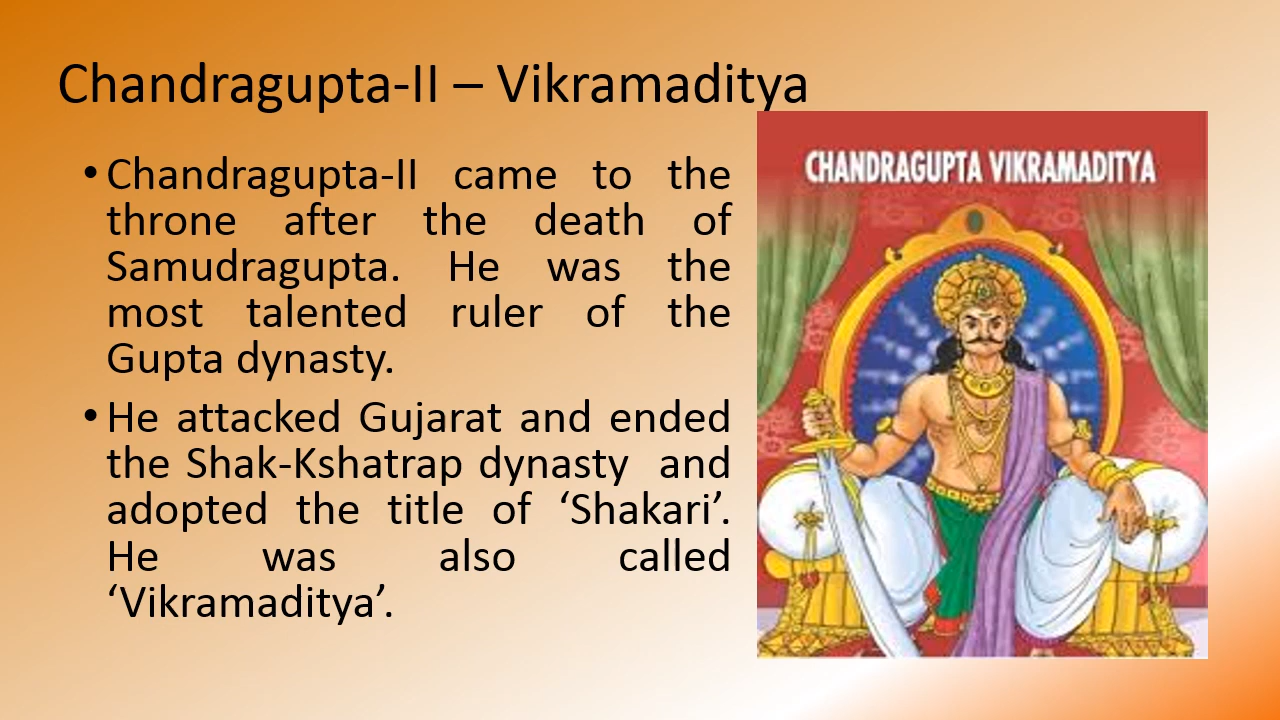 Chandragupta-II – Vikramaditya
CHANDRAGUPTA VIKRAMADITYA
• Chandragupta-II came to the
throne after the death of
Samudragupta. He was the
most talented ruler of the
Gupta dynasty.
• He attacked Gujarat and ended
the Shak-Kshatrap dynasty and
adopted the title of ‘Shakari’.
He was also called
‘Vikramaditya’.